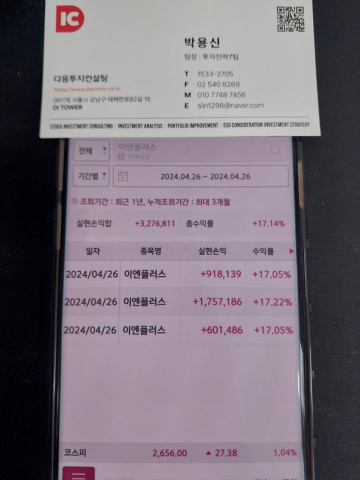 IC
박용신
팀장 : 투자전략7팀
다음투자컨설팅
T 1533-3705
F 02 540 8269
06178 서울시 강남구 테헤란로82길 15
M 010 7748 7456
DI TOWER
E siin1298@naver.com
STOCK INVESTMENT CONSULTING INVESTMENT ANALYSIS PORTFOLIO IMPROVEMENT ESG CONSIDERATION INVESTMENT STRATEGY
전체 이엔플러스
기간별 2024.04.26 ~ 2024.04.26
조회기간 : 최근 1년, 누적조회기간 : 최대 3개월
실현손익합 +3,276,811 총수익률 +17.14%
일자 종목명 실현손익 수익률
2024/04/26 이엔플러스 +918,139 +17.05%
2024/04/26 이엔플러스 +1,757,186 +17.22%
2024/04/26 이엔플러스 +601,486 +17.05%
코스피 2,656.00 ▲ 27.38 1.04%